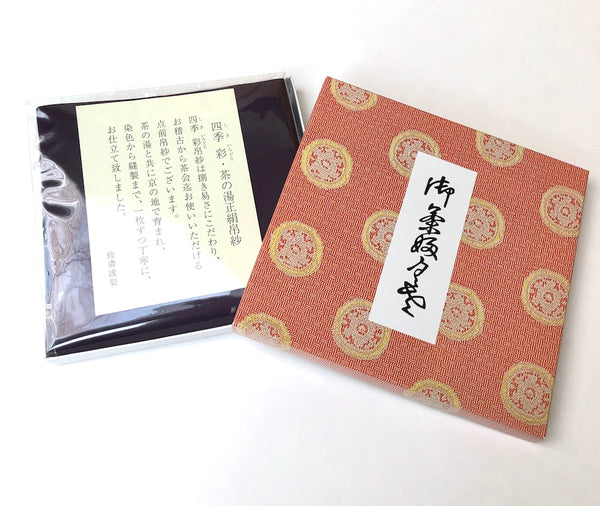 四季 彩・茶の湯正絹帛紗
四季 彩帛紗は捌き易さにこだわり、
お稽古から茶会迄お使いいただける
点前帛紗でございます。
茶の湯と共に京の地で育まれ、
染色から縫製まで、一枚ずつ丁寧に、
お仕立て致しました。
修斎謹製